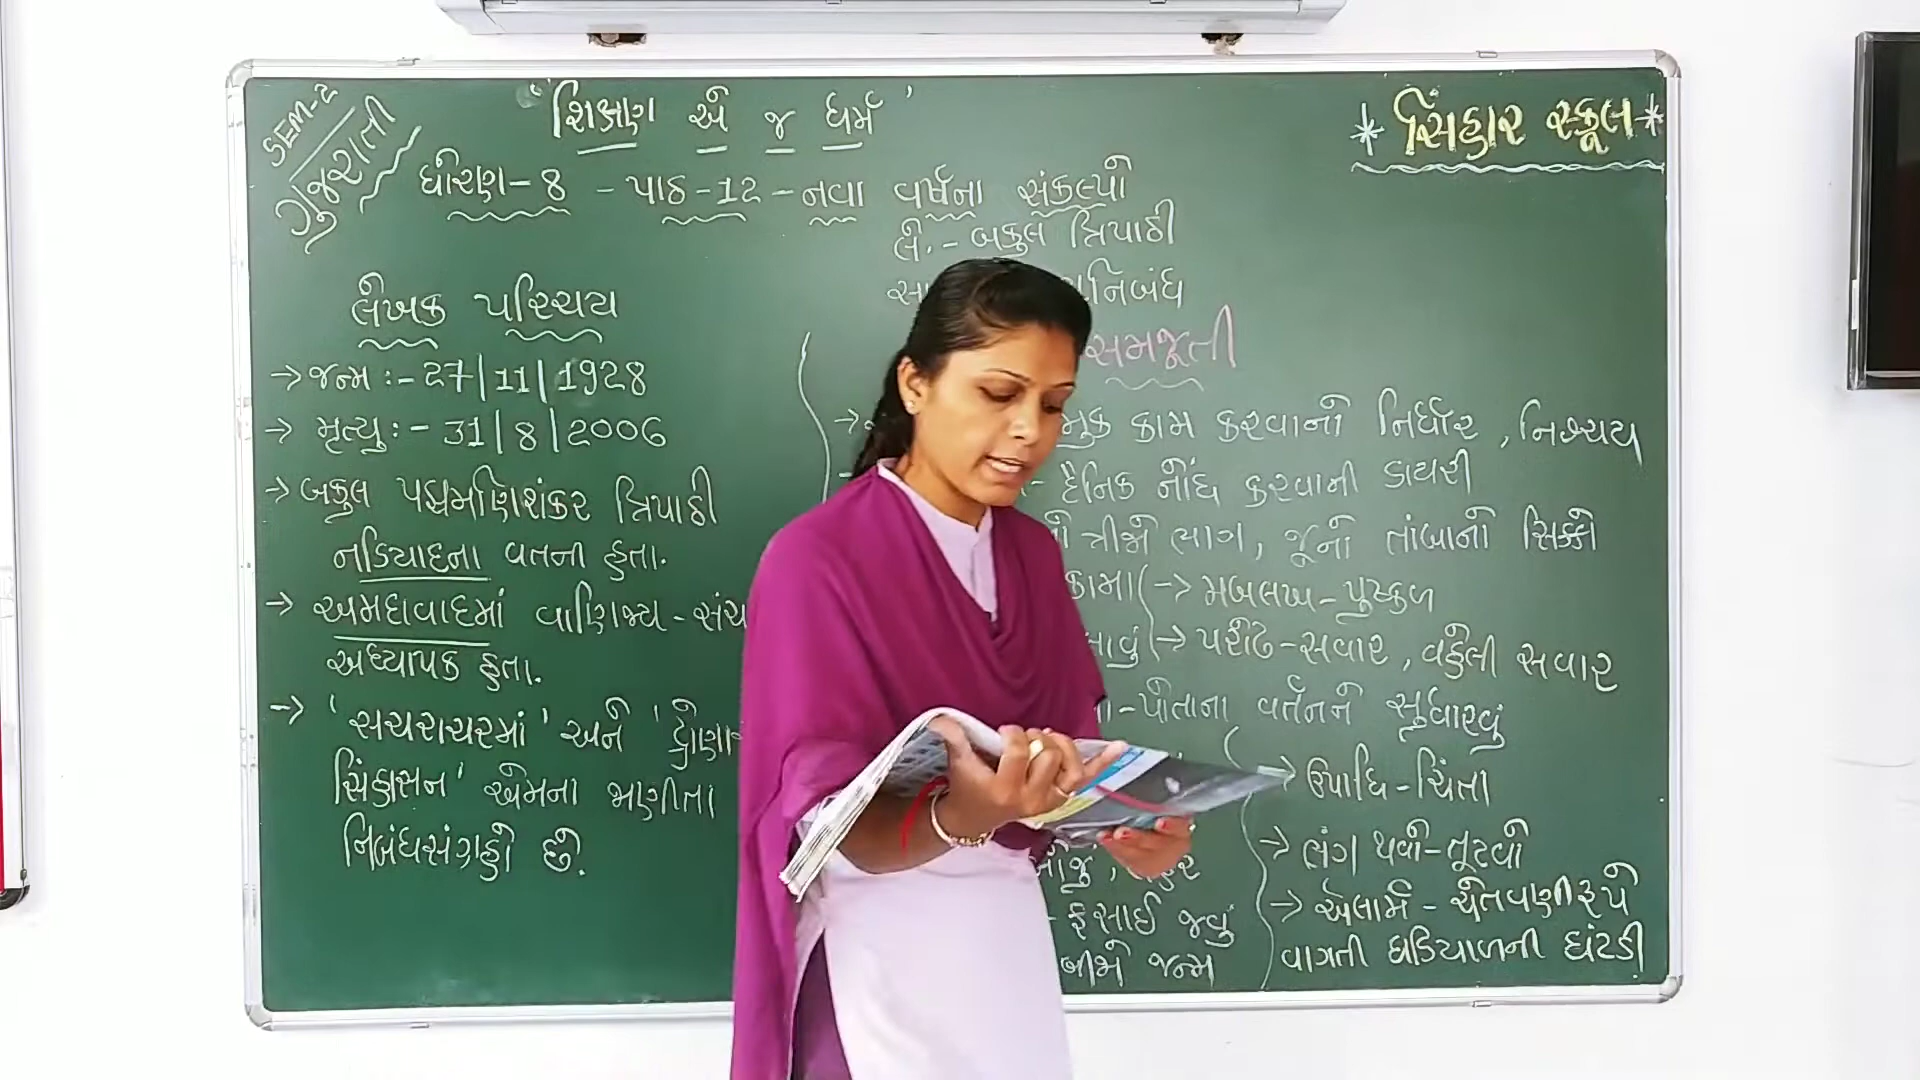 SEM-2
ગુજરાતી
"શિક્ષણ એ જ ધર્મ"
* સિંહાર સ્કૂલ *
ધોરણ-8 - પાઠ-12 - નવા વર્ષના સંકલ્પો
લે. - બકુલ ત્રિપાઠી
નિબંધ
લેખક પરિચય
→ જન્મ :- 27|11|1928
→ મૃત્યુ :- 31|8|2006
→ બકુલ પદ્મમણિશંકર ત્રિપાઠી
નડિયાદના વતની હતા.
→ અમદાવાદમાં વાણિજ્ય - સંચ
અધ્યાપક હતા.
→ 'સચરાચરમાં' અને 'દ્રોણા
સિંહાસન' એમના જાણીતા
નિબંધસંગ્રહો છે.
સમજૂતી
કામ કરવાનો નિર્ધાર, નિશ્ચય
- દૈનિક નોંધ કરવાની ડાયરી
ત્રીજો ભાગ, જૂનો તાંબાનો સિક્કો
→ મબલખ - પુષ્કળ
→ પરોઢ - સવાર, વહેલી સવાર
- પોતાના વર્તનને સુધારવું
→ ઉપાધિ - ચિંતા
→ ભંગ થવો - તૂટવો
- ફસાઈ જવું
બીજો જન્મ
→ એલાર્મ - ચેતવણીરૂપે
વાગતી ઘડિયાળની ઘંટડી